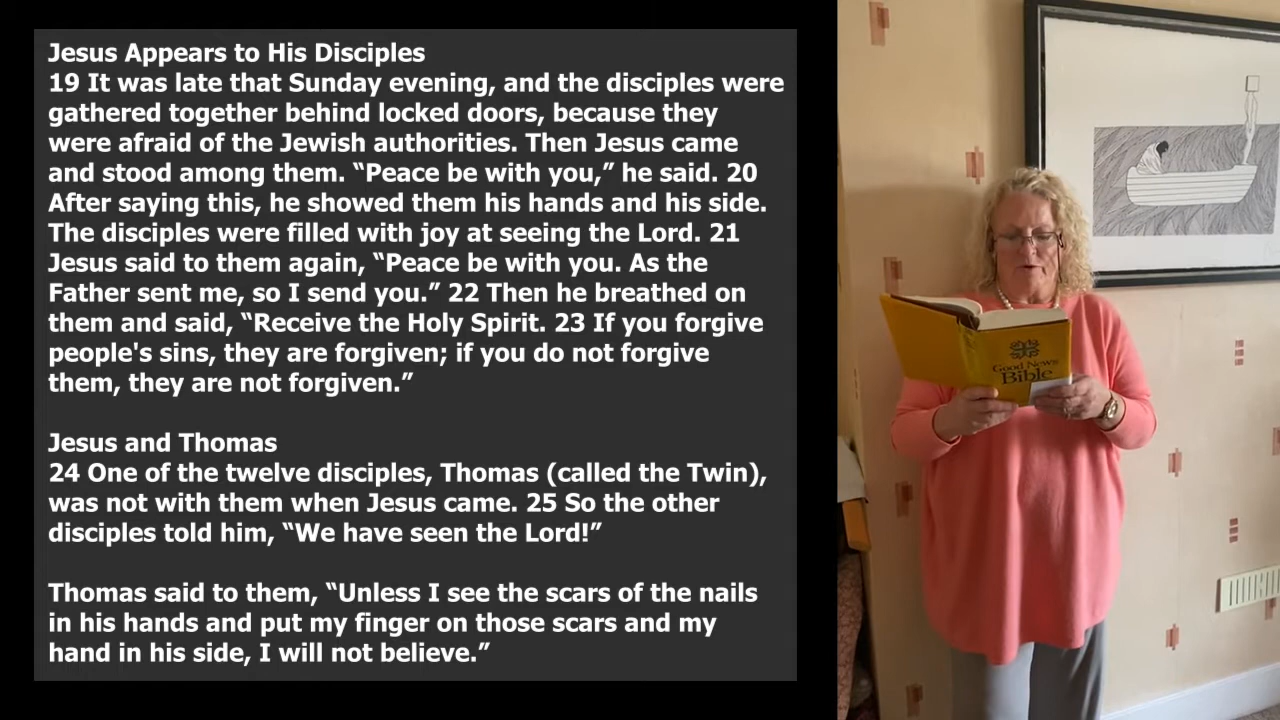 Jesus Appears to His Disciples
19 It was late that Sunday evening, and the disciples were
gathered together behind locked doors, because they
were afraid of the Jewish authorities. Then Jesus came
and stood among them. “Peace be with you,” he said. 20
After saying this, he showed them his hands and his side.
The disciples were filled with joy at seeing the Lord. 21
Jesus said to them again, “Peace be with you. As the
Father sent me, so I send you.” 22 Then he breathed on
them and said, “Receive the Holy Spirit. 23 If you forgive
people's sins, they are forgiven; if you do not forgive
them, they are not forgiven.”
Jesus and Thomas
24 One of the twelve disciples, Thomas (called the Twin),
was not with them when Jesus came. 25 So the other
disciples told him, “We have seen the Lord!”
Thomas said to them, “Unless I see the scars of the nails
in his hands and put my finger on those scars and my
hand in his side, I will not believe.”
Good News
Bible